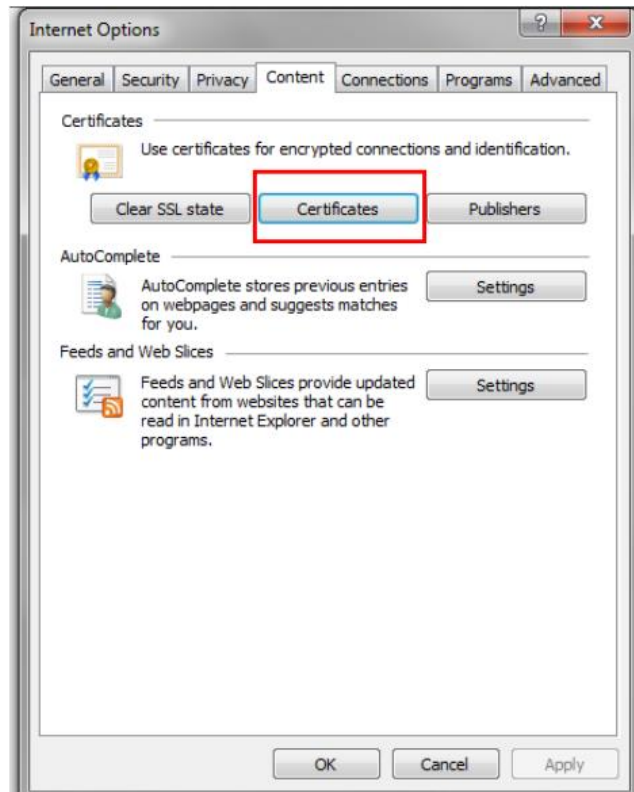 Internet Options
General Security Privacy Content Connections Programs Advanced
Certificates
Use certificates for encrypted connections and identification.
Clear SSL state Certificates Publishers
AutoComplete
AutoComplete stores previous entries
on webpages and suggests matches
for you.
Settings
Feeds and Web Slices
Feeds and Web Slices provide updated
content from websites that can be
read in Internet Explorer and other
programs.
Settings
OK Cancel Apply